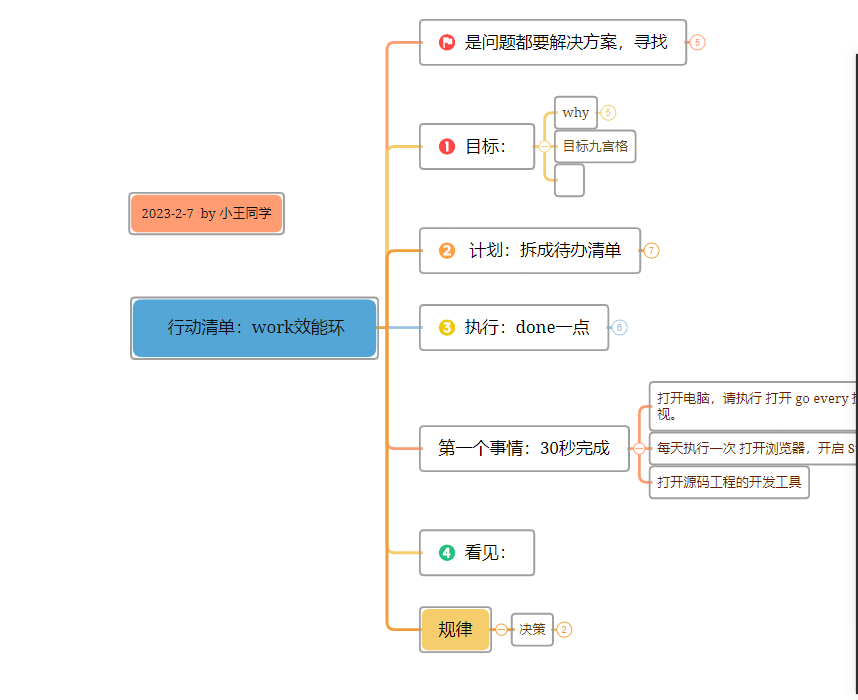 是问题都要解决方案，寻找
5
1 目标：
why
5
目标九宫格
2023-2-7 by 小王同学
2 计划：拆成待办清单
7
行动清单：work效能环
3 执行：done一点
6
第一个事情：30秒完成
打开电脑，请执行 打开 go every
视。
每天执行一次 打开浏览器，开启 S
打开源码工程的开发工具
4 看见：
规律
决策
2